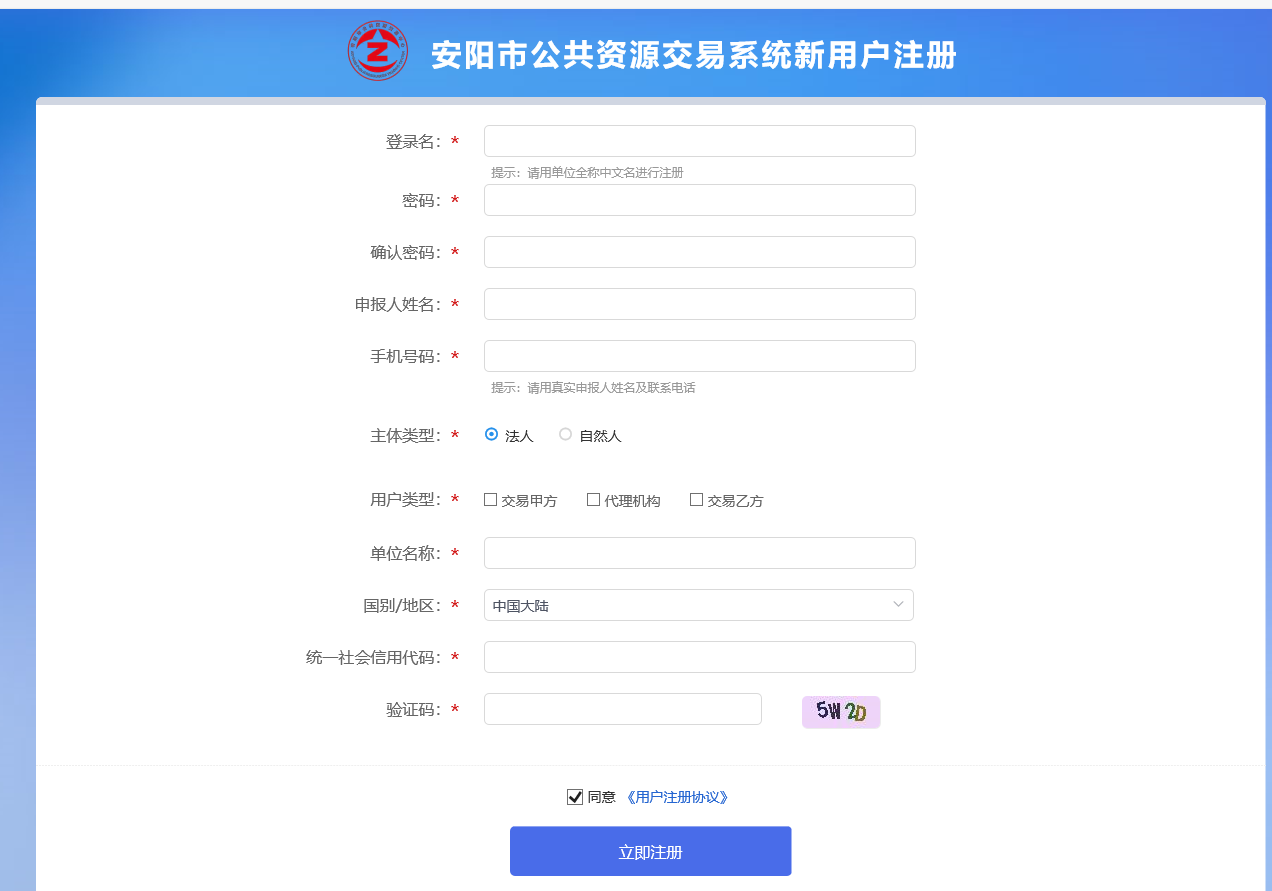 安阳市公共资源交易系统新用户注册
登录名：*
提示：请用单位全称中文名进行注册
密码：*
确认密码：*
申报人姓名：*
手机号码：*
提示：请用真实申报人姓名及联系电话
主体类型：* 法人 自然人
用户类型：* 交易甲方 代理机构 交易乙方
单位名称：*
国别/地区：* 中国大陆
统一社会信用代码：*
验证码：* 5W2D
同意 《用户注册协议》
立即注册